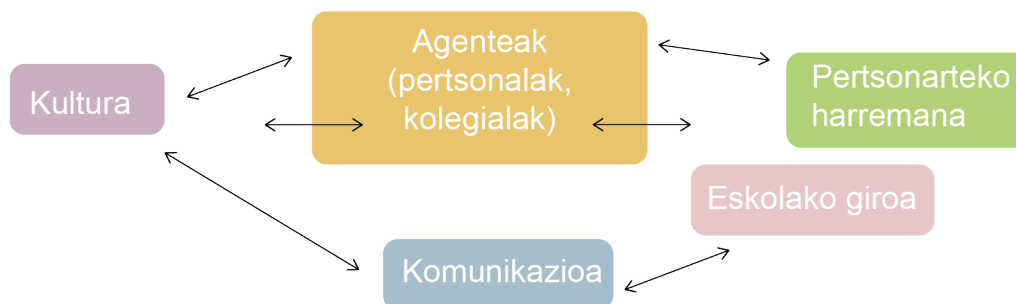 Kultura
Agenteak
(pertsonalak,
kolegialak)
Pertsonarteko
harremana
Eskolako giroa
Komunikazioa